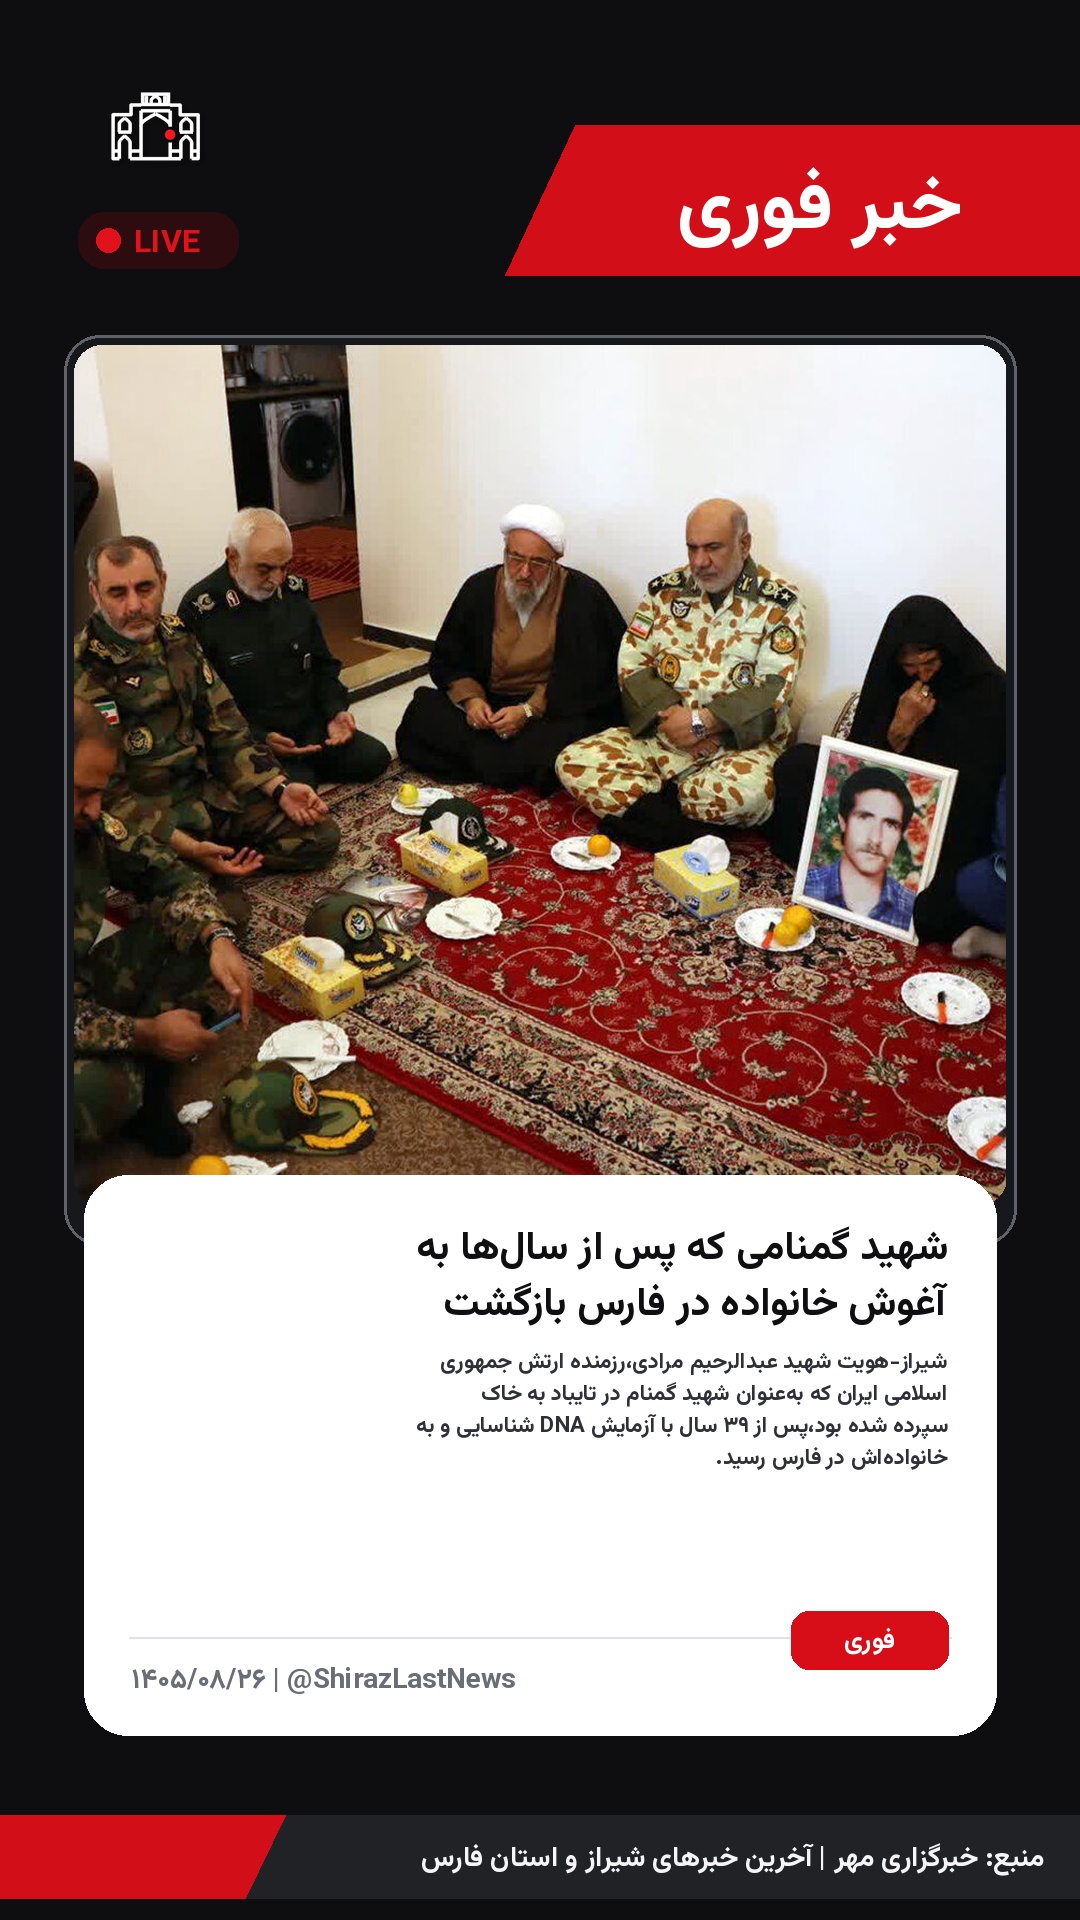 خبر فوری
LIVE
شهید گمنامی که پس از سال‌ها به
آغوش خانواده در فارس بازگشت
شیراز-هویت شهید عبدالرحیم مرادی،رزمنده ارتش جمهوری
اسلامی ایران که به‌عنوان شهید گمنام در تایباد به خاک
سپرده شده بود،پس از ۳۹ سال با آزمایش DNA شناسایی و به
خانواده‌اش در فارس رسید.
فوری
۱۴۰۵/۰۸/۲۶ | @ShirazLastNews
منبع: خبرگزاری مهر | آخرین خبرهای شیراز و استان فارس